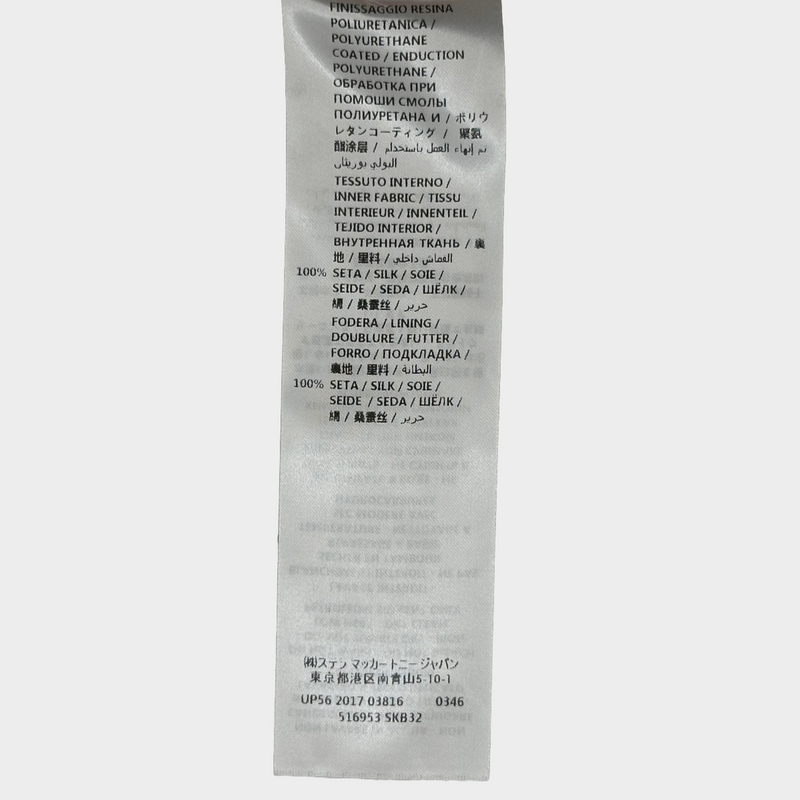 FINISSAGGIO RESINA
POLIURETANICA /
POLYURETHANE
COATED / ENDUCTION
POLYURETHANE /
ОБРАБОТКА ПРИ
ПОМОШИ СМОЛЫ
ПОЛИУРЕТАНА И / ポリウ
レタンコーティング / 聚氨
酯涂层 / تم إنهاء العمل باستخدام
البولي يوريثان
TESSUTO INTERNO /
INNER FABRIC / TISSU
INTERIEUR / INNENTEIL /
TEJIDO INTERIOR /
ВНУТРЕННАЯ ТКАНЬ / 裏
地 / 里料 / القماش داخلي
100% SETA / SILK / SOIE /
SEIDE / SEDA / ШЁЛК /
絹 / 桑蚕丝 / حرير
FODERA / LINING /
DOUBLURE / FUTTER /
FORRO / ПОДКЛАДКА /
裏地 / 里料 / البطانة
100% SETA / SILK / SOIE /
SEIDE / SEDA / ШЁЛК /
絹 / 桑蚕丝 / حرير
㈱ステラ マッカートニー ジャパン
東京都港区南青山5-10-1
UP56 2017 03816 0346
516953 SKB32